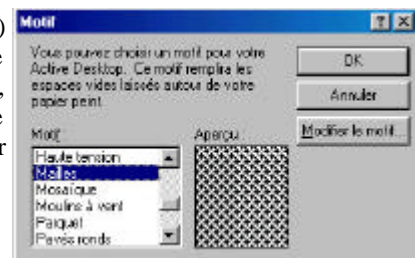 )
e
,
e
r
Motif
Vous pouvez choisir un motif pour votre
Active Desktop. Ce motif remplira les
espaces vides laissés autour de votre
papier peint.
OK
Annuler
Modifier le motif...
Motif
Aperçu :
Haute tension
Mailles
Mosaïque
Moulins à vent
Parquet
Pavés ronds